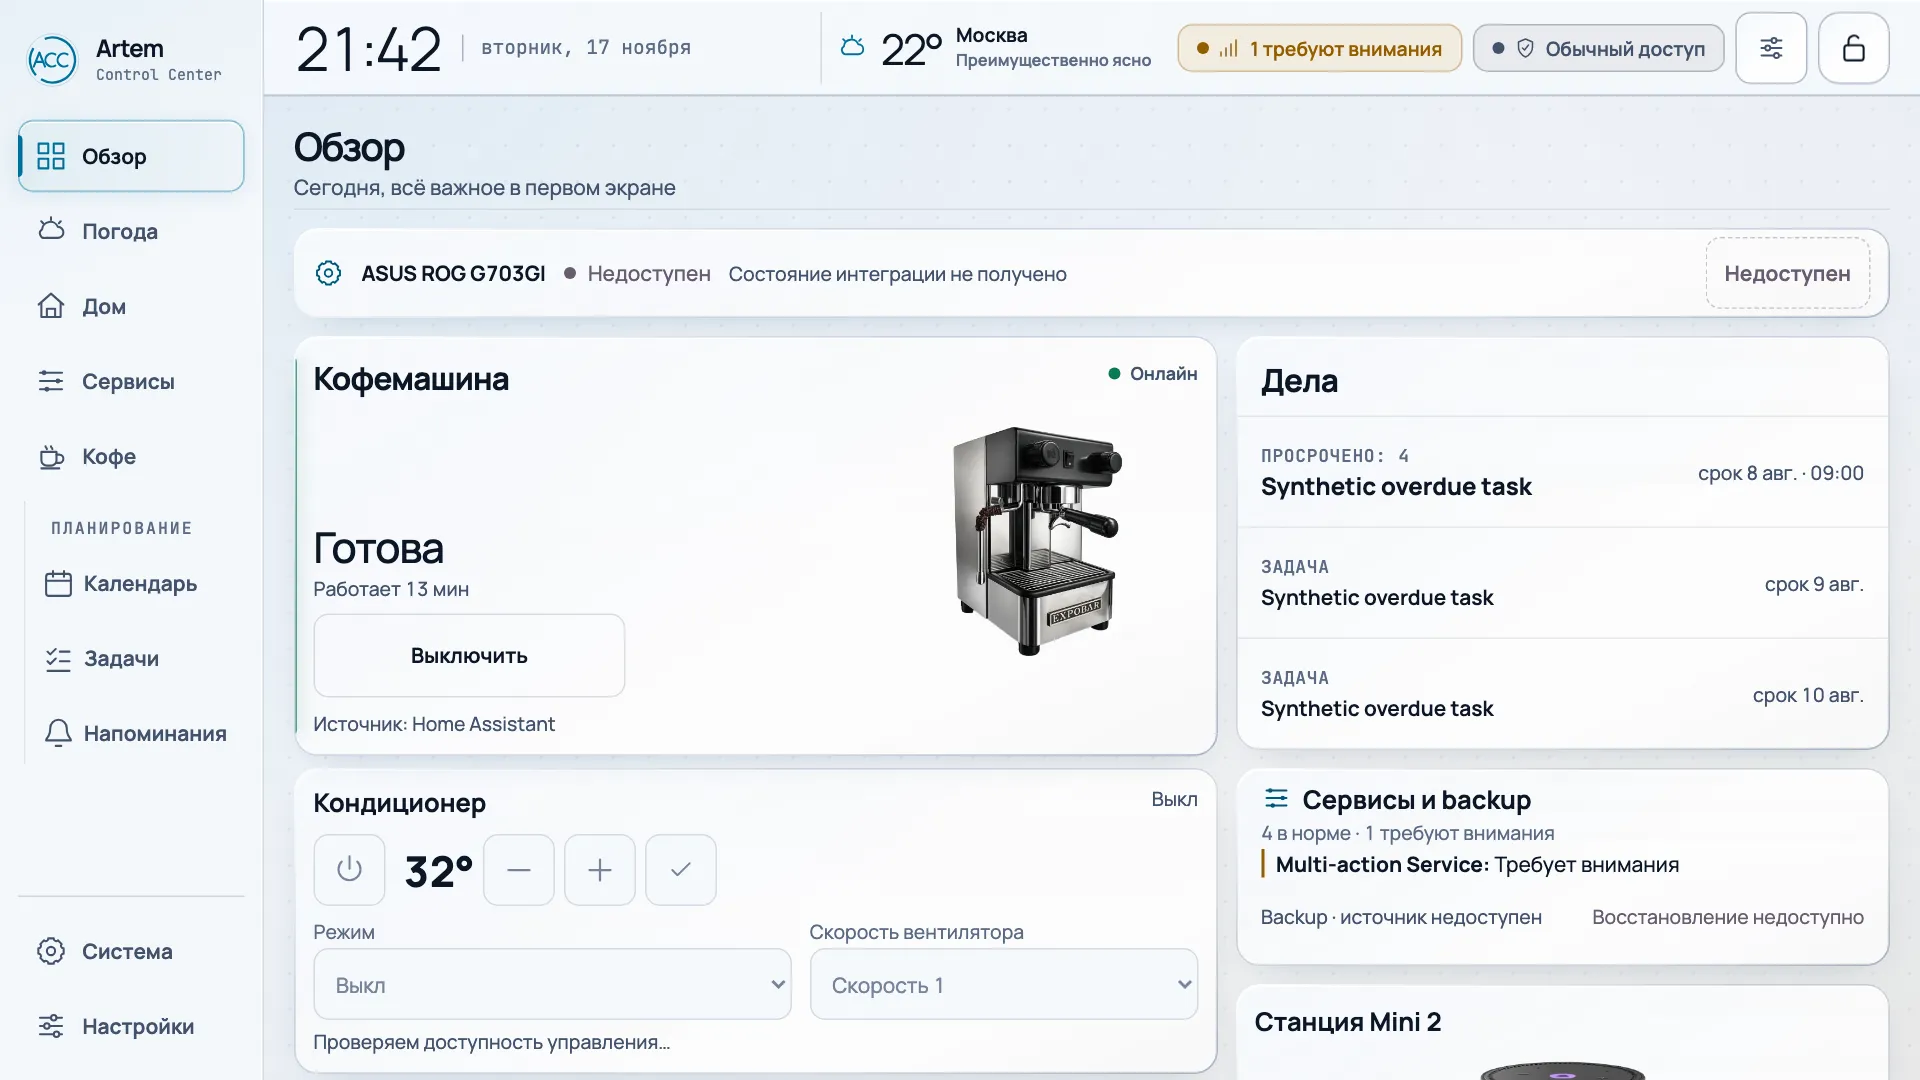 ACC
Artem
Control Center
Обзор
Погода
Дом
Сервисы
Кофе
ПЛАНИРОВАНИЕ
Календарь
Задачи
Напоминания
Система
Настройки
21:42
вторник, 17 ноября
22°
Москва
Преимущественно ясно
1 требуют внимания
Обычный доступ
Обзор
Сегодня, всё важное в первом экране
ASUS ROG G703GI
Недоступен
Состояние интеграции не получено
Недоступен
Кофемашина
Онлайн
Готова
Работает 13 мин
Выключить
Источник: Home Assistant
EXPOBAR
Дела
ПРОСРОЧЕНО: 4
Synthetic overdue task
срок 8 авг. · 09:00
ЗАДАЧА
Synthetic overdue task
срок 9 авг.
ЗАДАЧА
Synthetic overdue task
срок 10 авг.
Кондиционер
Выкл
32°
Режим
Выкл
Скорость вентилятора
Скорость 1
Проверяем доступность управления…
Сервисы и backup
4 в норме · 1 требуют внимания
Multi-action Service: Требует внимания
Backup · источник недоступен
Восстановление недоступно
Станция Mini 2